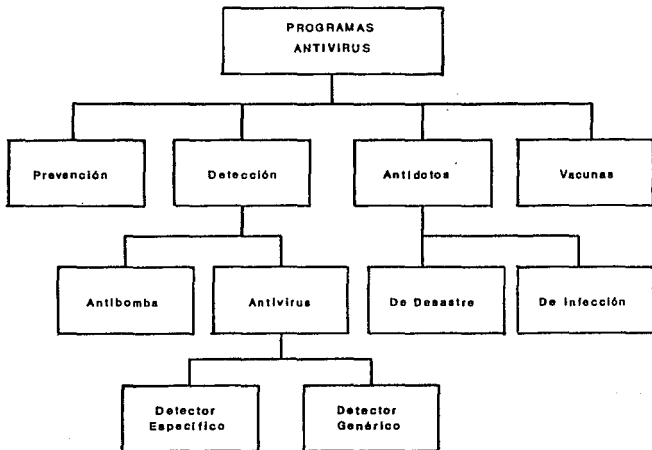 PROGRAMAS
ANTIVIRUS
Prevención
Detección
Antídotos
Vacunas
Antibomba
Antivirus
De Desastre
De Infección
Detector
Específico
Detector
Genérico